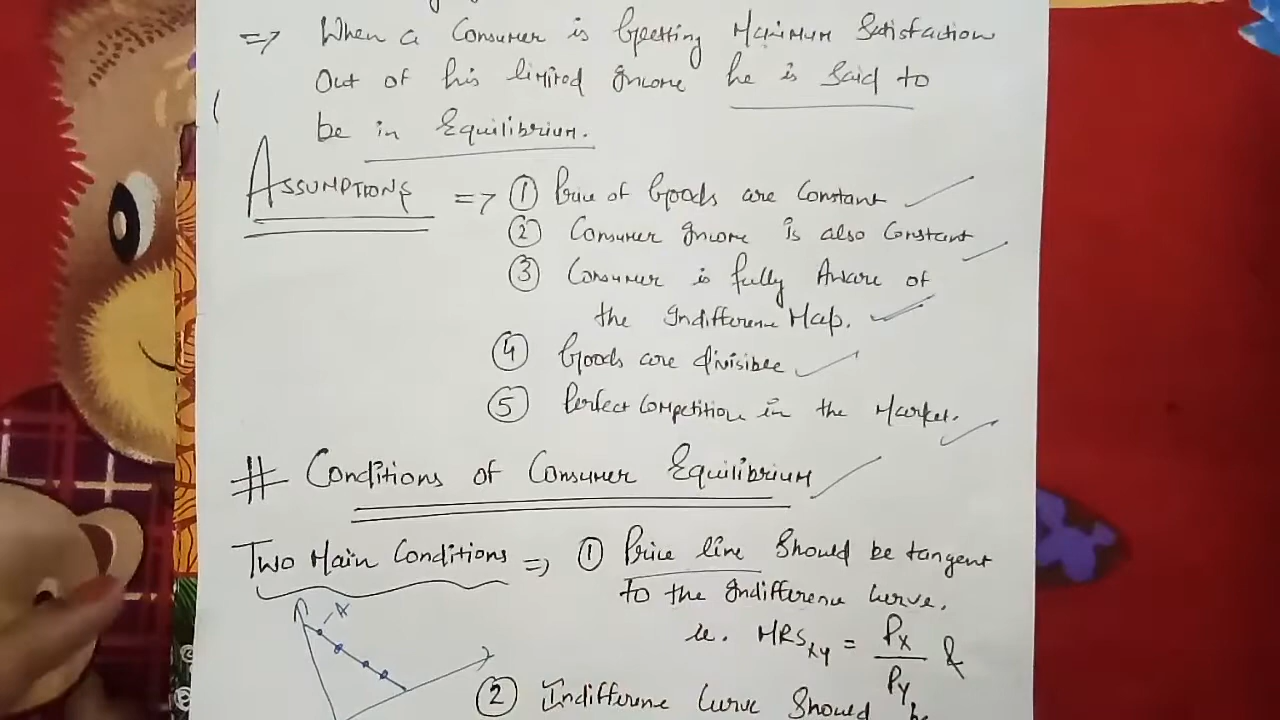 => When a Consumer is Getting Maximum Satisfaction
Out of his limited Income he is Said to
be in Equilibrium.
ASSUMPTIONS => ① Price of Goods are Constant
② Consumer Income is also Constant
③ Consumer is fully Aware of
the Indifference Map.
④ Goods are divisible
⑤ Perfect Competition in the Market.
# Conditions of Consumer Equilibrium
Two Main Conditions => ① Price line Should be tangent
to the Indifference Curve.
ie. MRSxy = Px / Py &
A
② Indifference Curve Should be